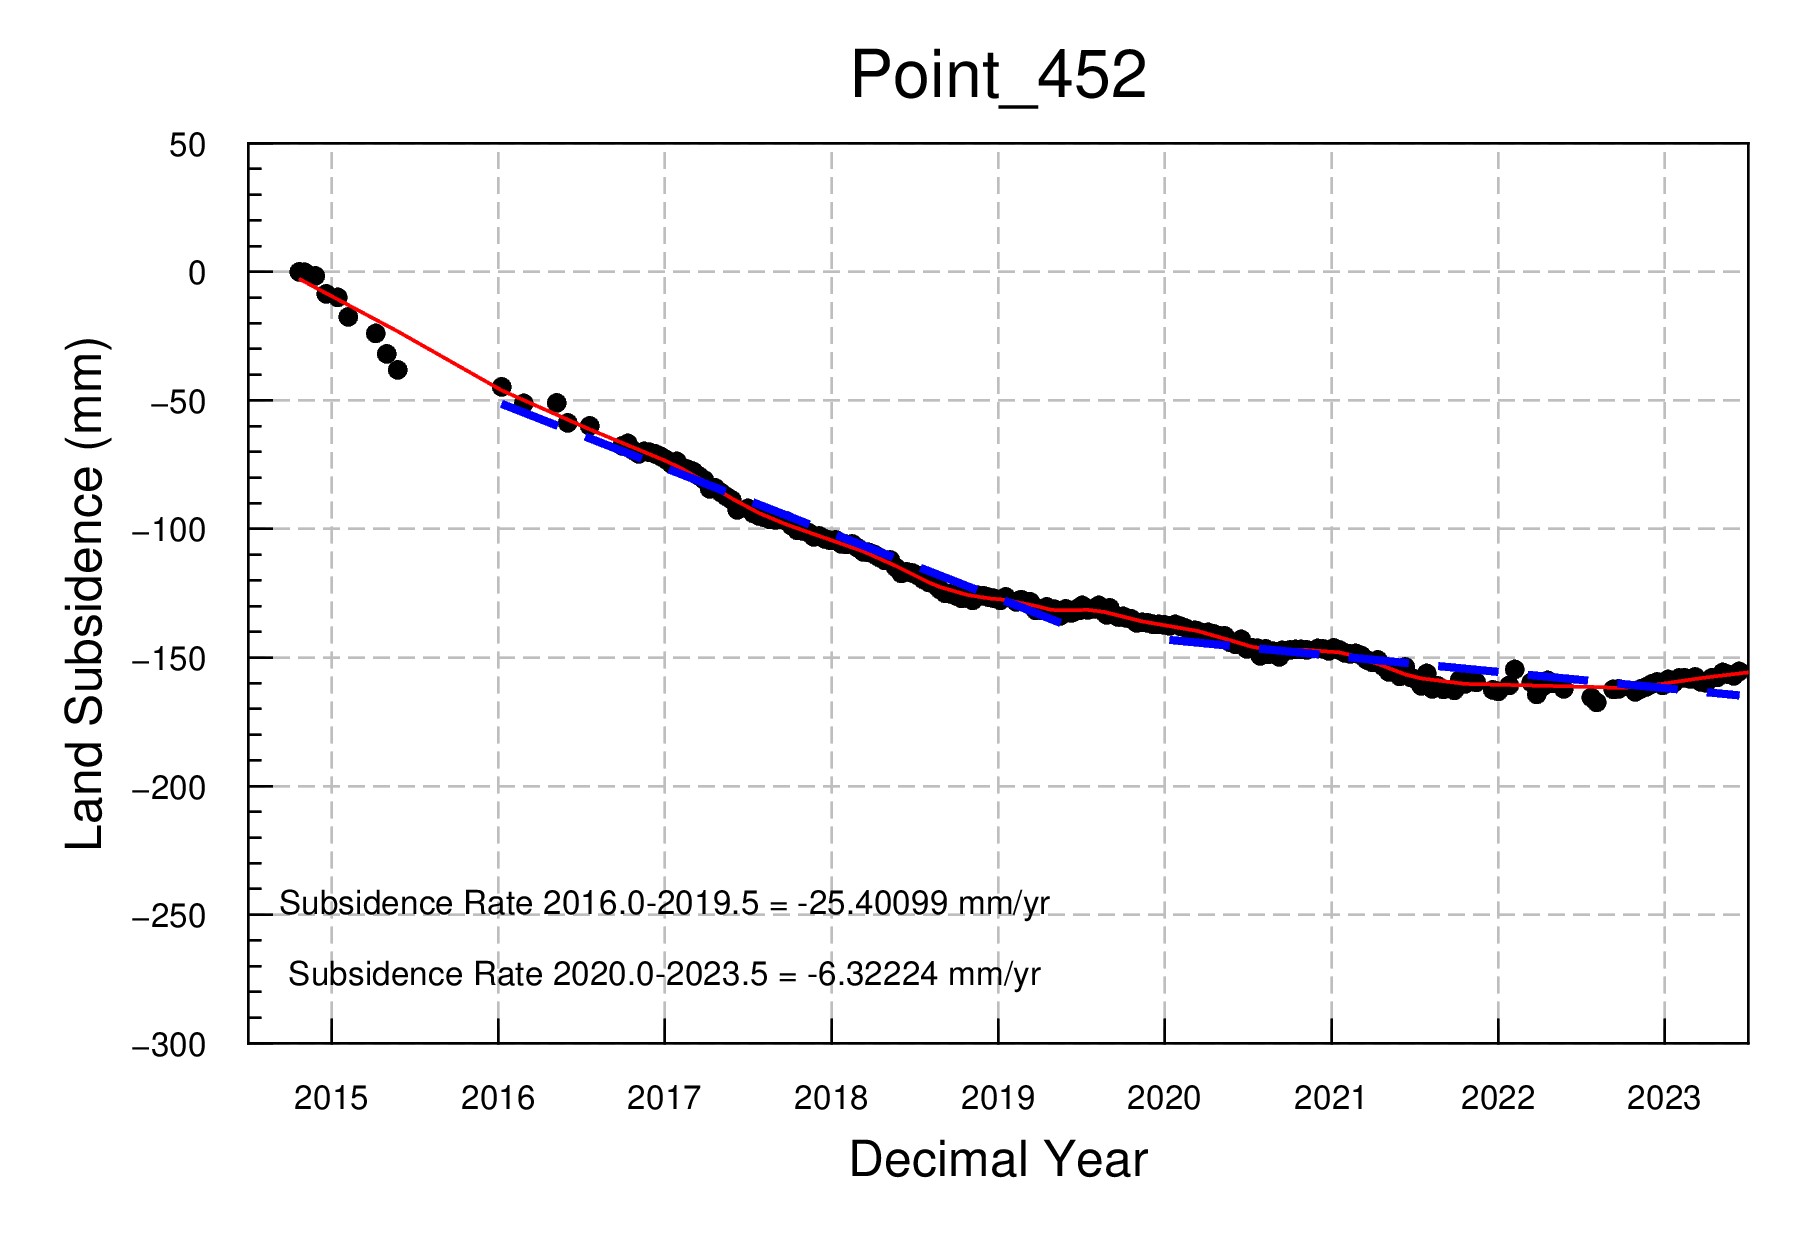 Point_452
50
0
−50
−100
−150
−200
−250
−300
Land Subsidence (mm)
Subsidence Rate 2016.0-2019.5 = -25.40099 mm/yr
Subsidence Rate 2020.0-2023.5 = -6.32224 mm/yr
2015 2016 2017 2018 2019 2020 2021 2022 2023
Decimal Year